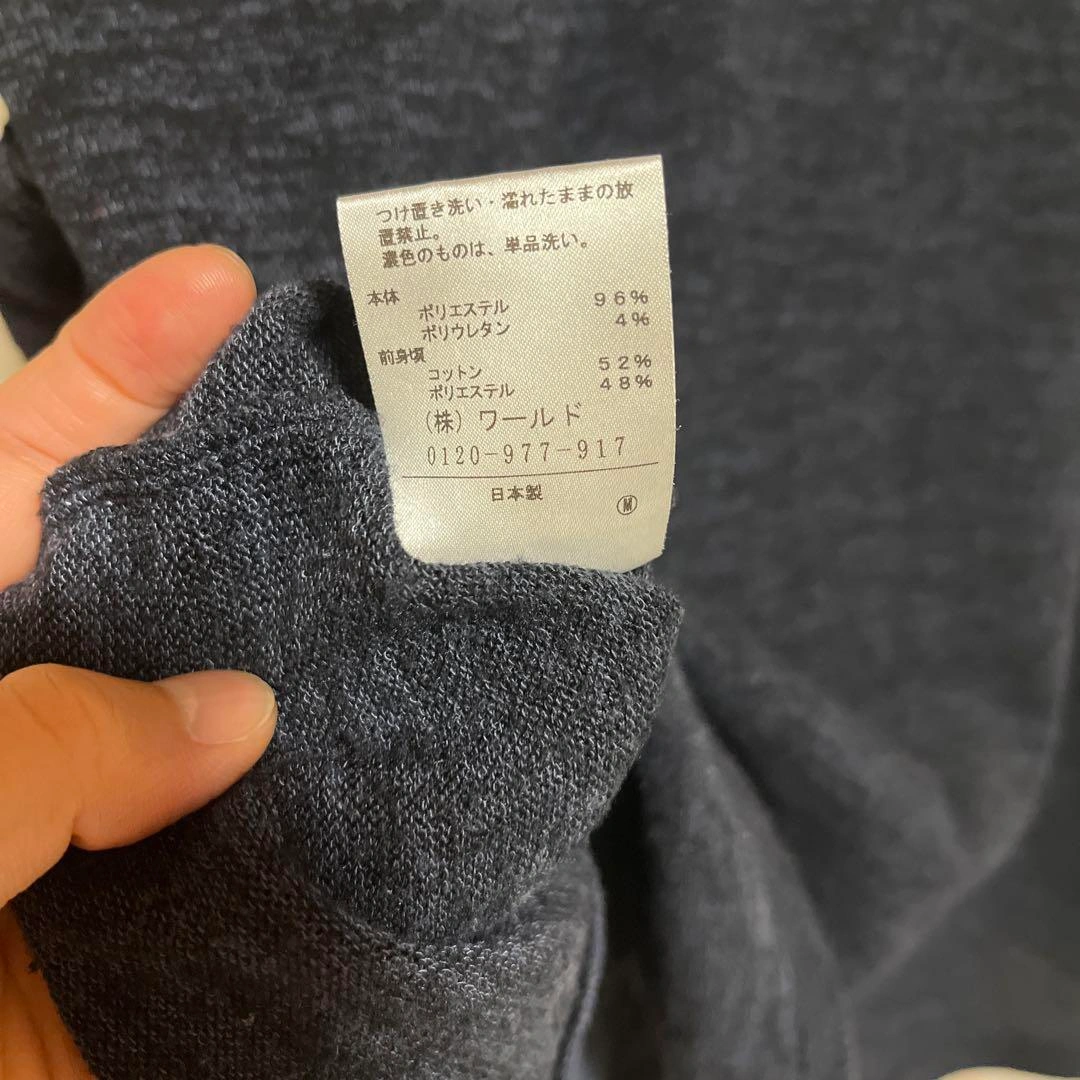 つけ置き洗い・濡れたままの放
置禁止。
濃色のものは、単品洗い。
本体
ポリエステル 96%
ポリウレタン 4%
前身頃
コットン 52%
ポリエステル 48%
(株)ワールド
0120-977-917
日本製
Ⓜ